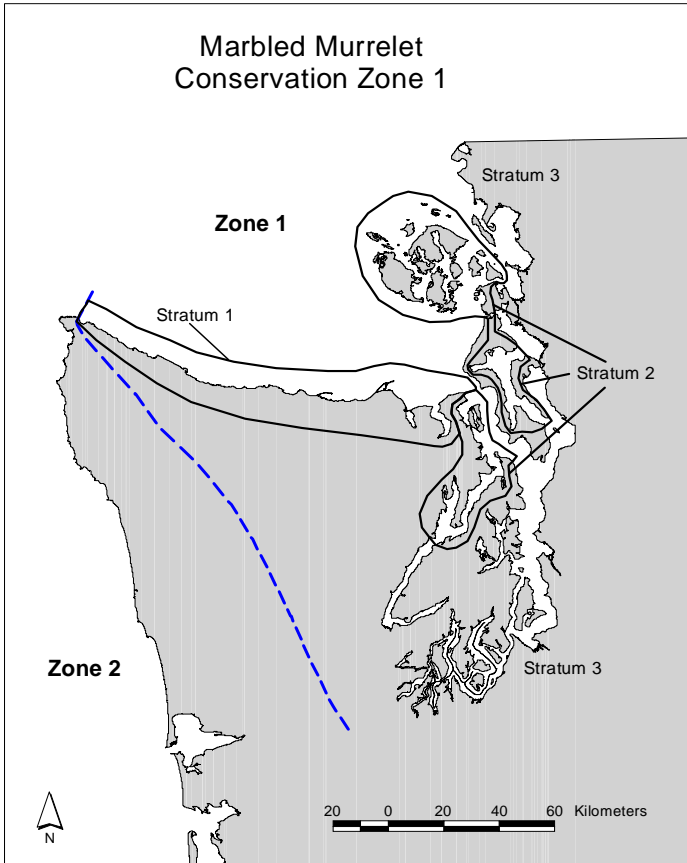 Marbled Murrelet
Conservation Zone 1
Stratum 3
Zone 1
Stratum 1
Stratum 2
Zone 2
Stratum 3
N
20 0 20 40 60 Kilometers